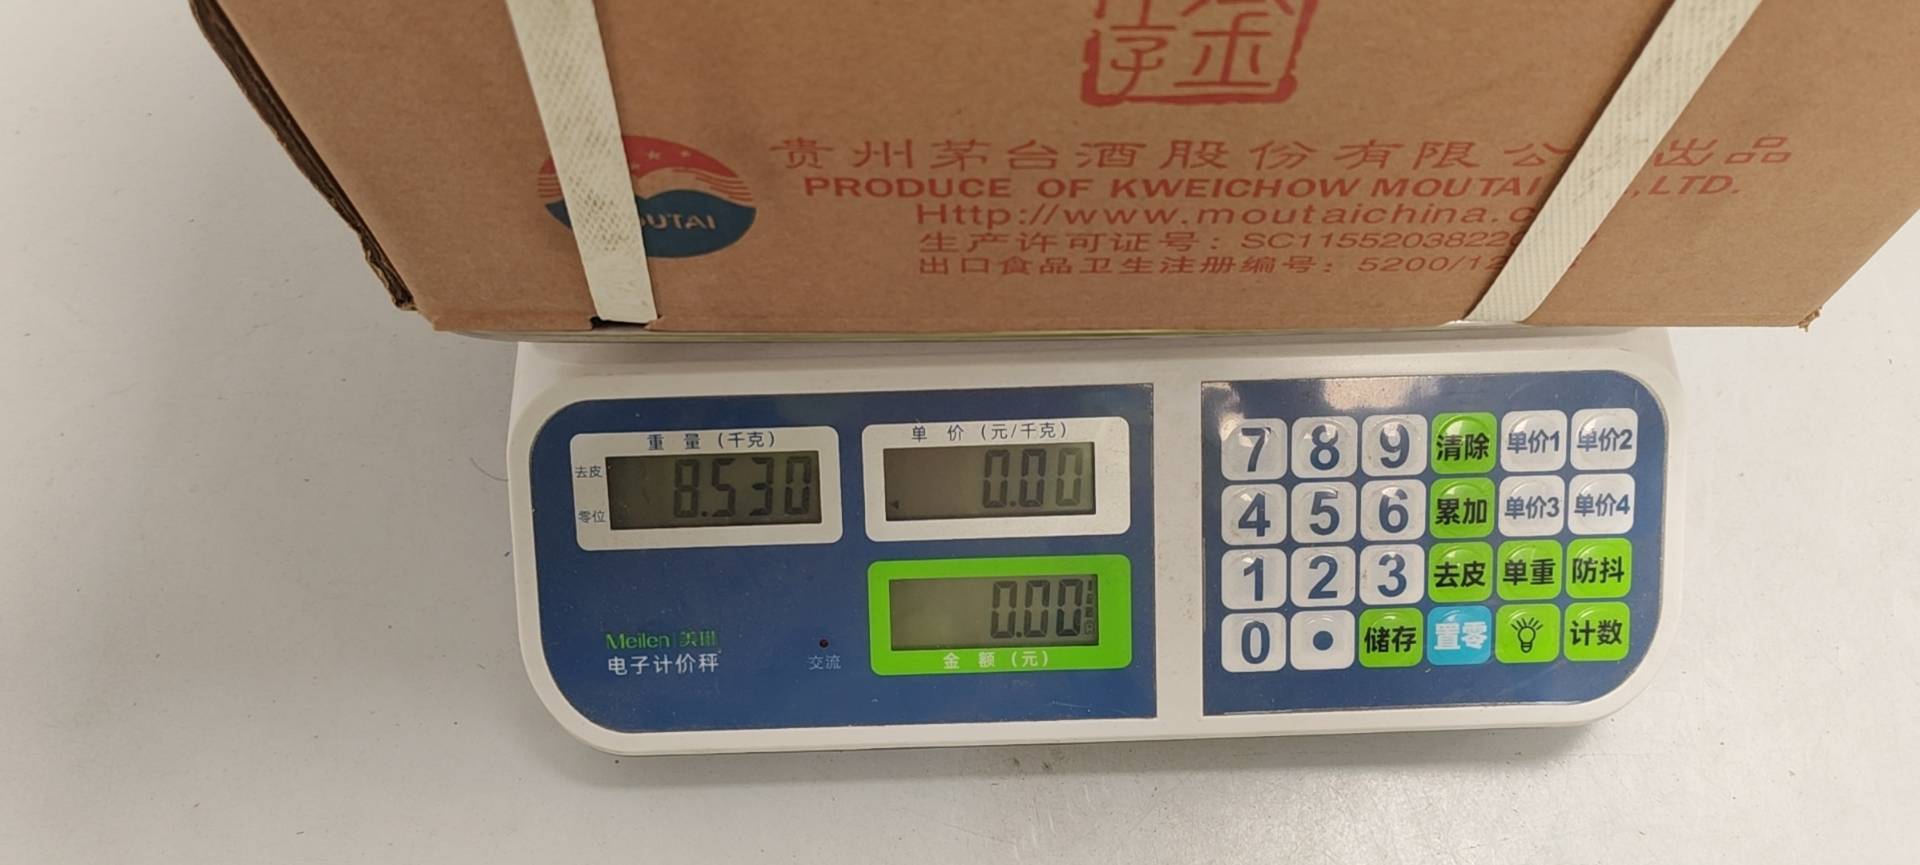 贵州茅台酒股份有限公 出品
PRODUCE OF KWEICHOW MOUTAI ,LTD.
Http://www.moutaichina.c
生产许可证号: SC1155203822
出口食品卫生注册编号: 5200/12
OUTAI
重量(千克)
去皮
8.530
零位
单价(元/千克)
0.00
0.00
金额(元)
Meilen 美琳
电子计价秤
交流
7 8 9 清除 单价1 单价2
4 5 6 累加 单价3 单价4
1 2 3 去皮 单重 防抖
0 • 储存 置零 计数